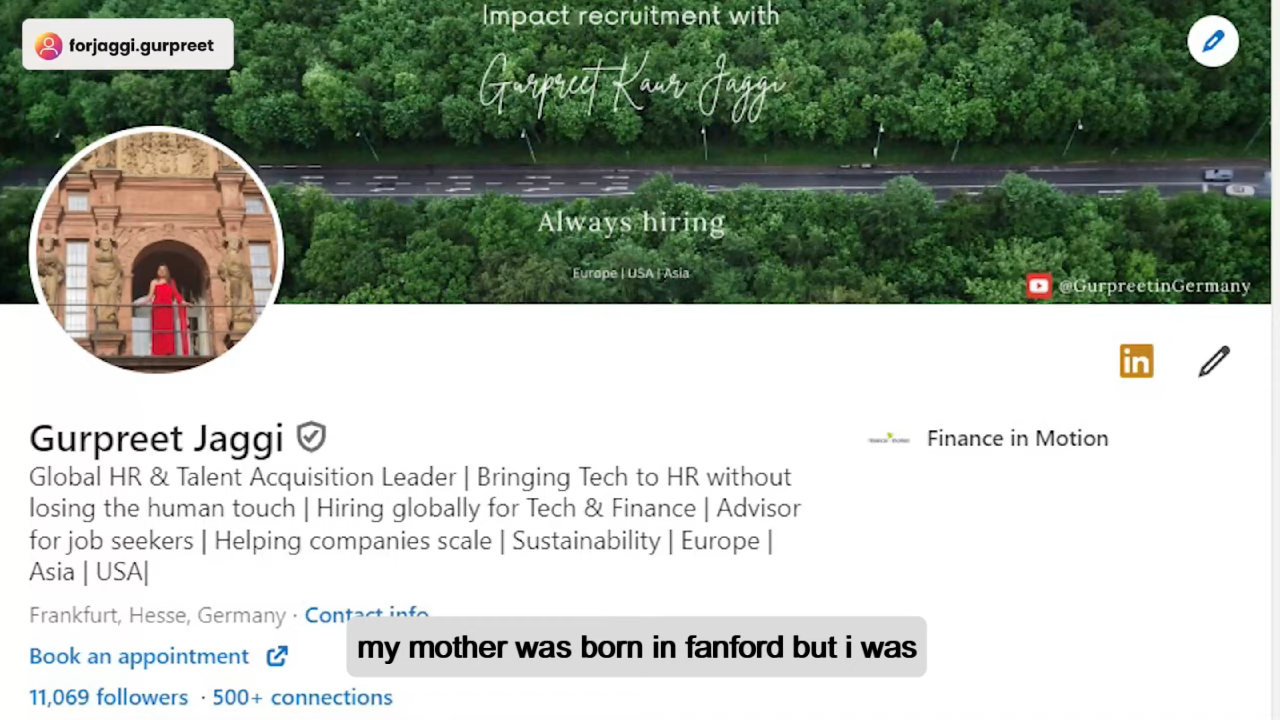 Impact recruitment with
forjaggi.gurpreet
Gurpreet Kaur Jaggi
Always hiring
Europe | USA | Asia
@GurpreetinGermany
in
Gurpreet Jaggi
Finance in Motion
Global HR & Talent Acquisition Leader | Bringing Tech to HR without
losing the human touch | Hiring globally for Tech & Finance | Advisor
for job seekers | Helping companies scale | Sustainability | Europe |
Asia | USA|
Frankfurt, Hesse, Germany · Contact info
my mother was born in fanford but i was
Book an appointment
11,069 followers · 500+ connections